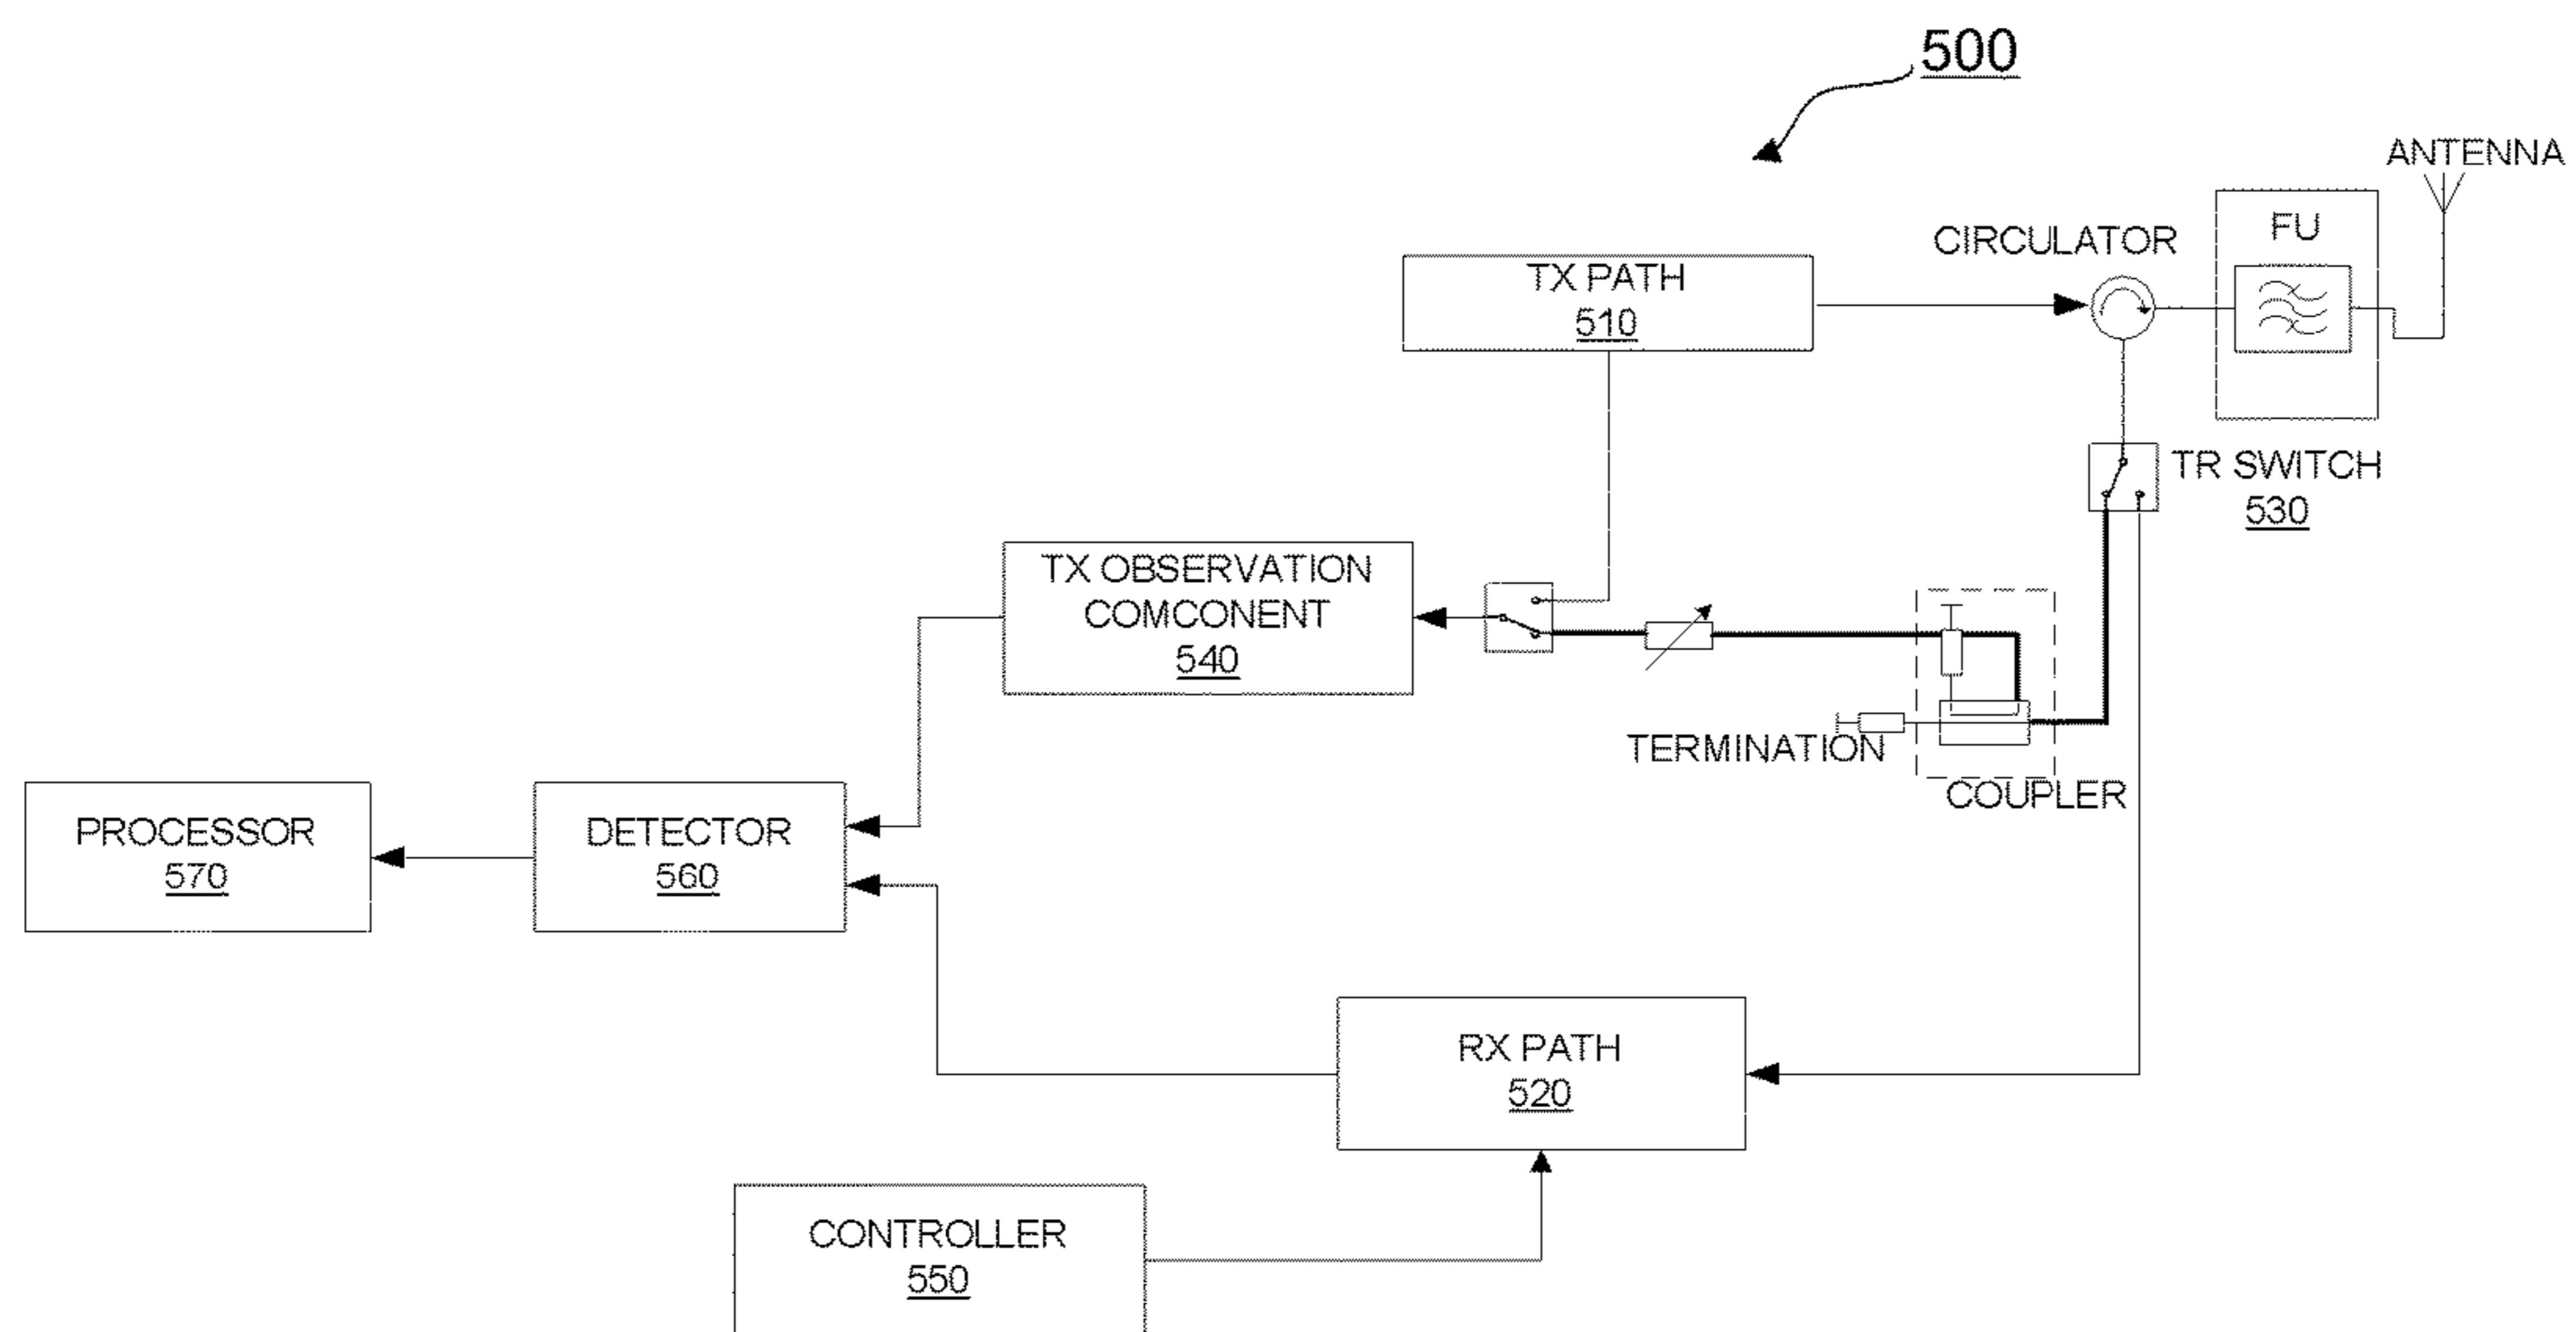 500
ANTENNA
FU
CIRCULATOR
TX PATH
510
TR SWITCH
530
TX OBSERVATION
COMCONENT
540
TERMINATION
COUPLER
PROCESSOR
570
DETECTOR
560
RX PATH
520
CONTROLLER
550